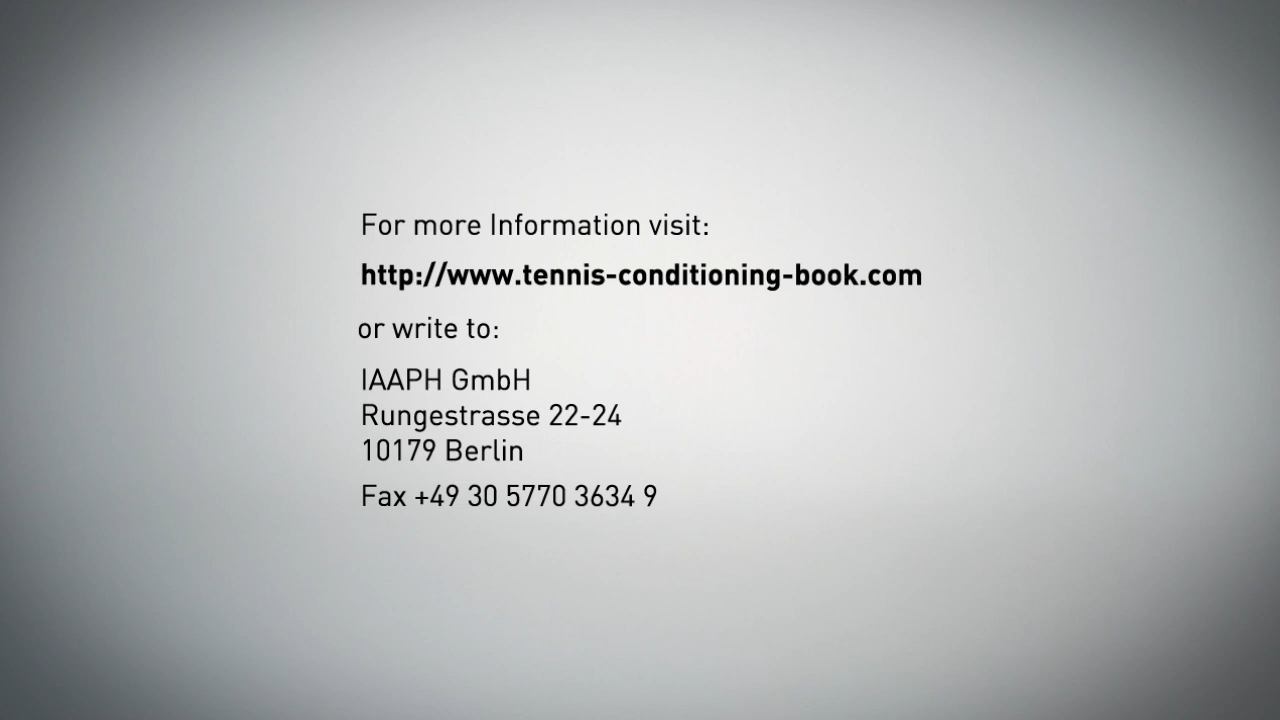 For more Information visit:
http://www.tennis-conditioning-book.com
or write to:
IAAPH GmbH
Rungestrasse 22-24
10179 Berlin
Fax +49 30 5770 3634 9